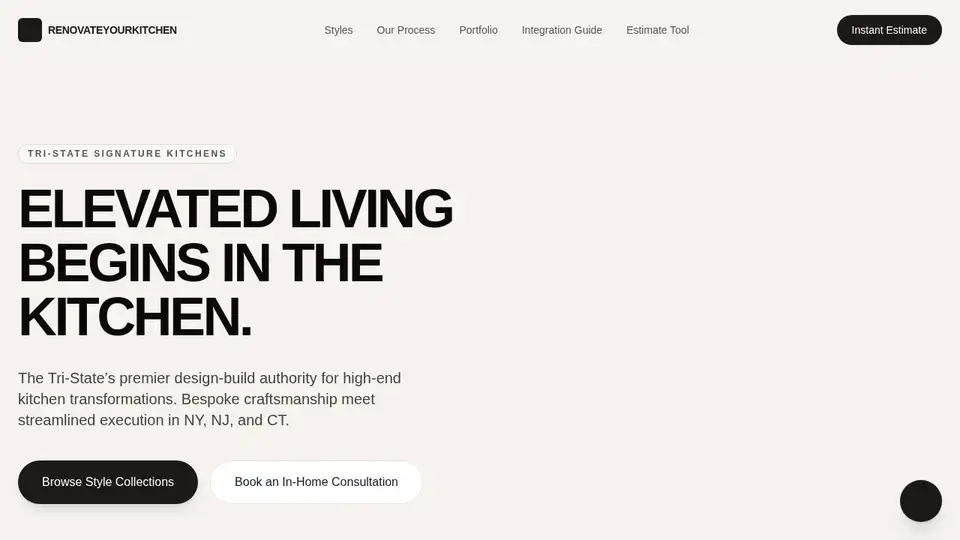 RENOVATEYOURKITCHEN
Styles
Our Process
Portfolio
Integration Guide
Estimate Tool
Instant Estimate
TRI-STATE SIGNATURE KITCHENS
ELEVATED LIVING
BEGINS IN THE
KITCHEN.
The Tri-State’s premier design-build authority for high-end
kitchen transformations. Bespoke craftsmanship meet
streamlined execution in NY, NJ, and CT.
Browse Style Collections
Book an In-Home Consultation